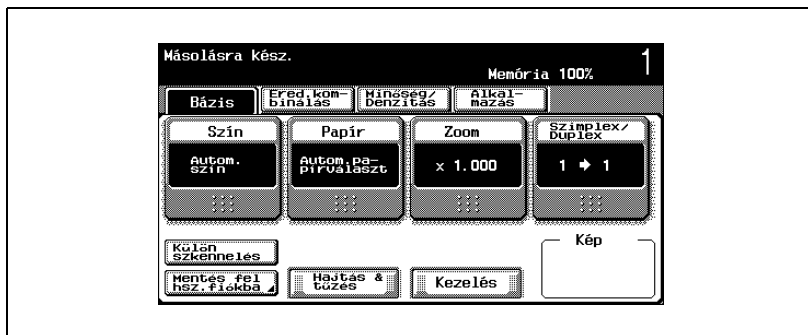 Másolásra Kész.
1
Memória 100%
Bázis
Ered.kom-
binálás
Minőség/
Denzitás
Alkal-
mazás
Szín
Papír
Zoom
Szimplex/
Duplex
Autom.
szín
Autom.pa-
pírválaszt
x 1.000
1 ➔ 1
Külön
szkennelés
Kép
Mentés fel
hsz.fiókba
Hajtás &
tűzés
Kezelés